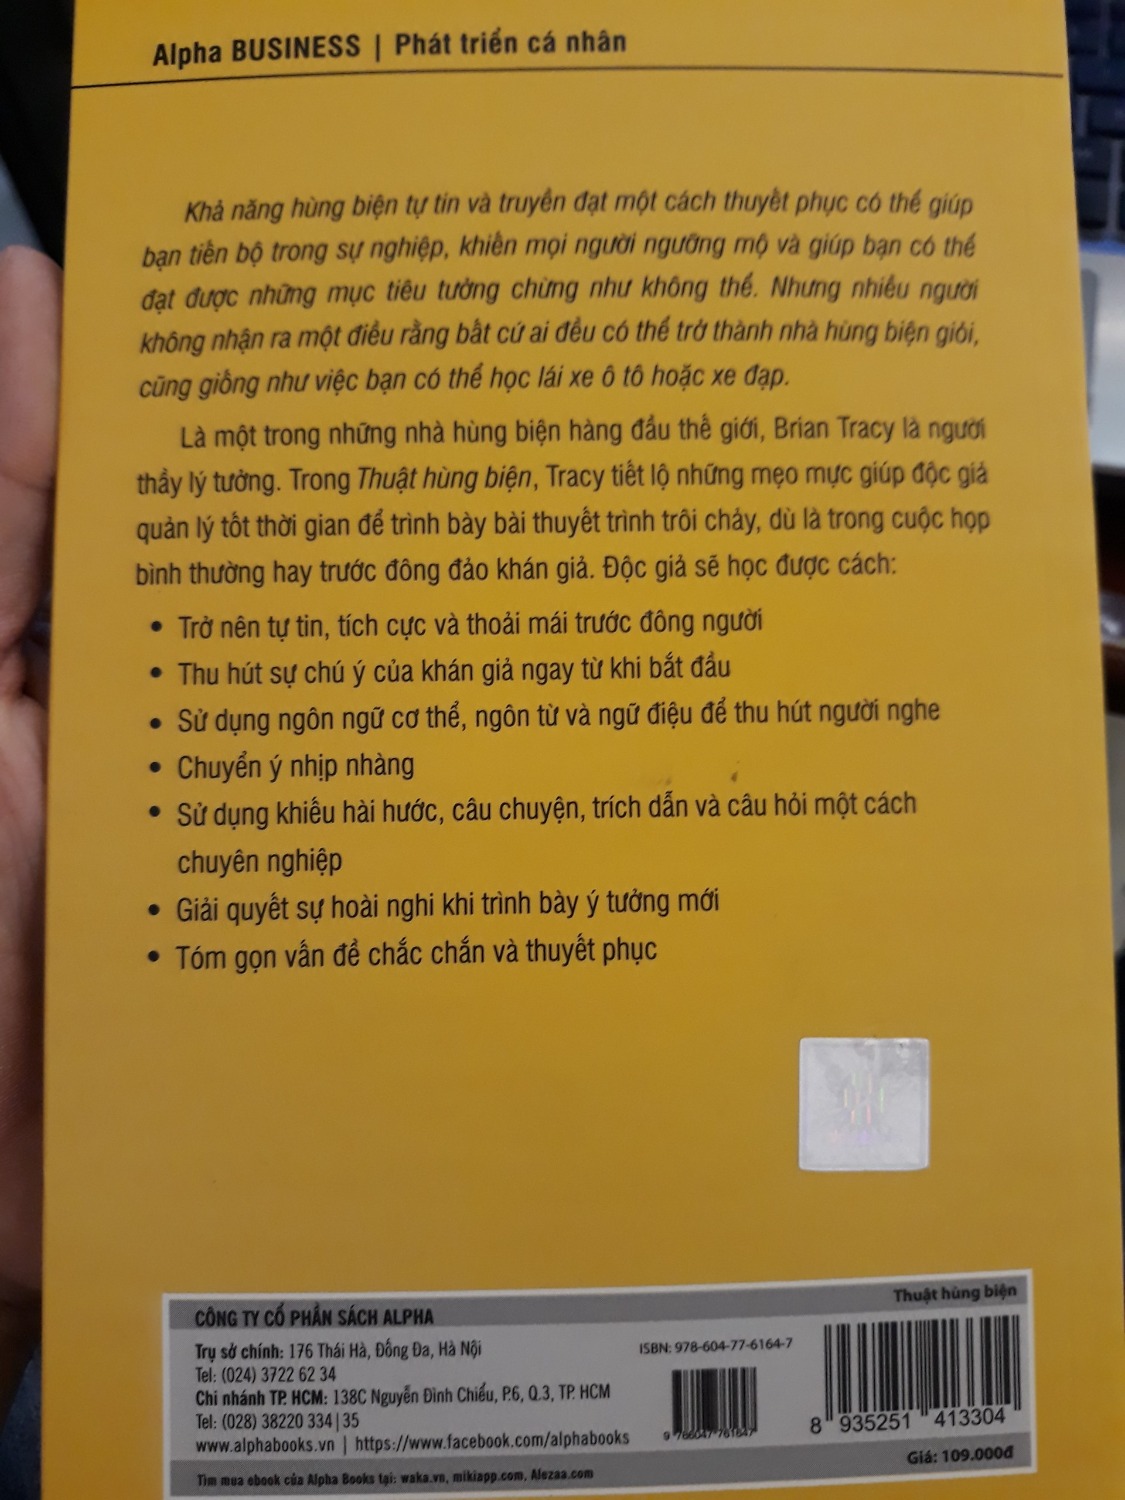 Alpha BUSINESS | Phát triển cá nhân
Khả năng hùng biện tự tin và truyền đạt một cách thuyết phục có thể giúp
bạn tiến bộ trong sự nghiệp, khiến mọi người ngưỡng mộ và giúp bạn có thể
đạt được những mục tiêu tưởng chừng như không thể. Nhưng nhiều người
không nhận ra một điều rằng bất cứ ai đều có thể trở thành nhà hùng biện giỏi,
cũng giống như việc bạn có thể học lái xe ô tô hoặc xe đạp.
Là một trong những nhà hùng biện hàng đầu thế giới, Brian Tracy là người
thầy lý tưởng. Trong Thuật hùng biện, Tracy tiết lộ những mẹo mực giúp độc giả
quản lý tốt thời gian để trình bày bài thuyết trình trôi chảy, dù là trong cuộc họp
bình thường hay trước đông đảo khán giả. Độc giả sẽ học được cách:
• Trở nên tự tin, tích cực và thoải mái trước đông người
• Thu hút sự chú ý của khán giả ngay từ khi bắt đầu
• Sử dụng ngôn ngữ cơ thể, ngôn từ và ngữ điệu để thu hút người nghe
• Chuyển ý nhịp nhàng
• Sử dụng khiếu hài hước, câu chuyện, trích dẫn và câu hỏi một cách
chuyên nghiệp
• Giải quyết sự hoài nghi khi trình bày ý tưởng mới
• Tóm gọn vấn đề chắc chắn và thuyết phục
Thuật hùng biện
CÔNG TY CỔ PHẦN SÁCH ALPHA
Trụ sở chính: 176 Thái Hà, Đống Đa, Hà Nội
Tel: (024) 3722 62 34
Chi nhánh TP. HCM: 138C Nguyễn Đình Chiểu, P.6, Q.3, TP. HCM
Tel: (028) 38220 334 | 35
www.alphabooks.vn | https://www.facebook.com/alphabooks
Tìm mua ebook của Alpha Books tại: waka.vn, mikiapp.com, Alezaa.com
ISBN: 978-604-77-6164-7
9 786047 761647
8 935251 413304
Giá: 109.000đ